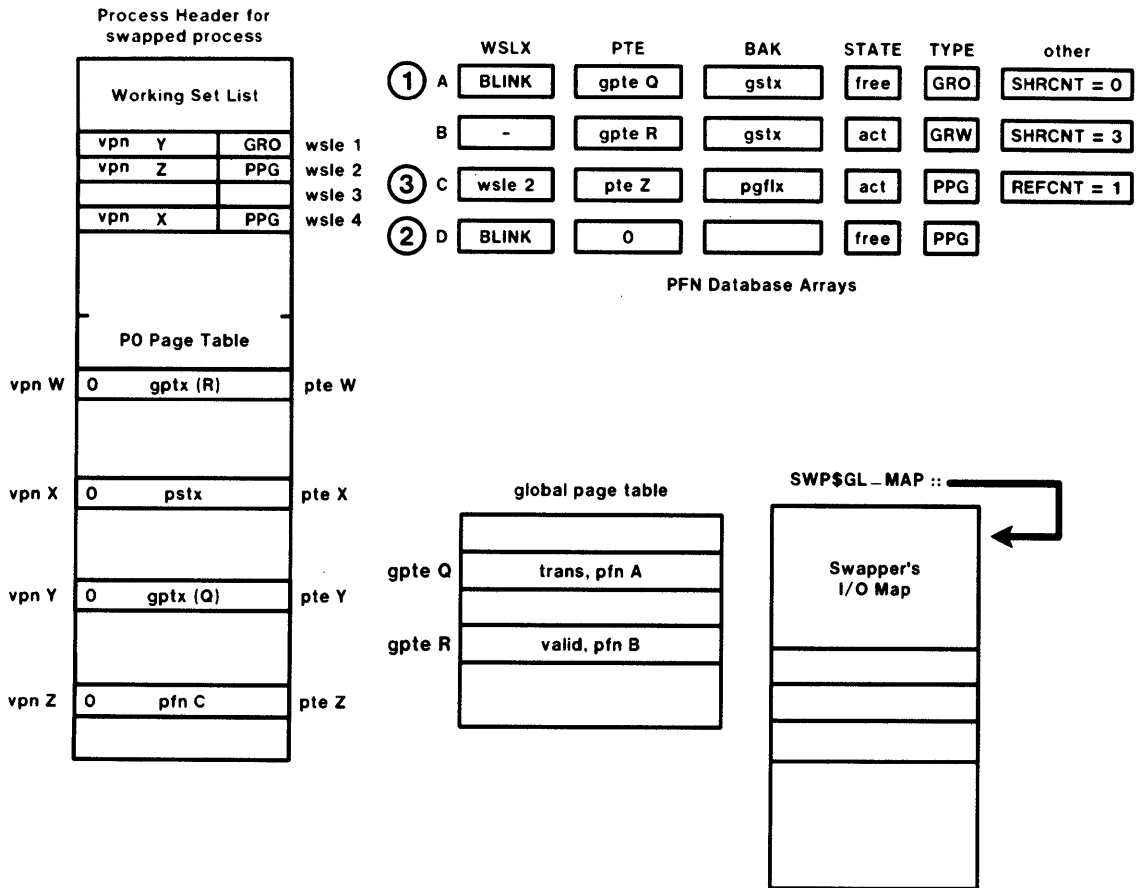 Process Header for
swapped process
Working Set List
vpn Y GRO wsle 1
vpn Z PPG wsle 2
wsle 3
vpn X PPG wsle 4
P0 Page Table
vpn W 0 gptx (R) pte W
vpn X 0 pstx pte X
vpn Y 0 gptx (Q) pte Y
vpn Z 0 pfn C pte Z
WSLX PTE BAK STATE TYPE other
1 A BLINK gpte Q gstx free GRO SHRCNT = 0
B - gpte R gstx act GRW SHRCNT = 3
3 C wsle 2 pte Z pgflx act PPG REFCNT = 1
2 D BLINK 0 free PPG
PFN Database Arrays
global page table
gpte Q trans, pfn A
gpte R valid, pfn B
SWP$GL_MAP ::
Swapper's
I/O Map